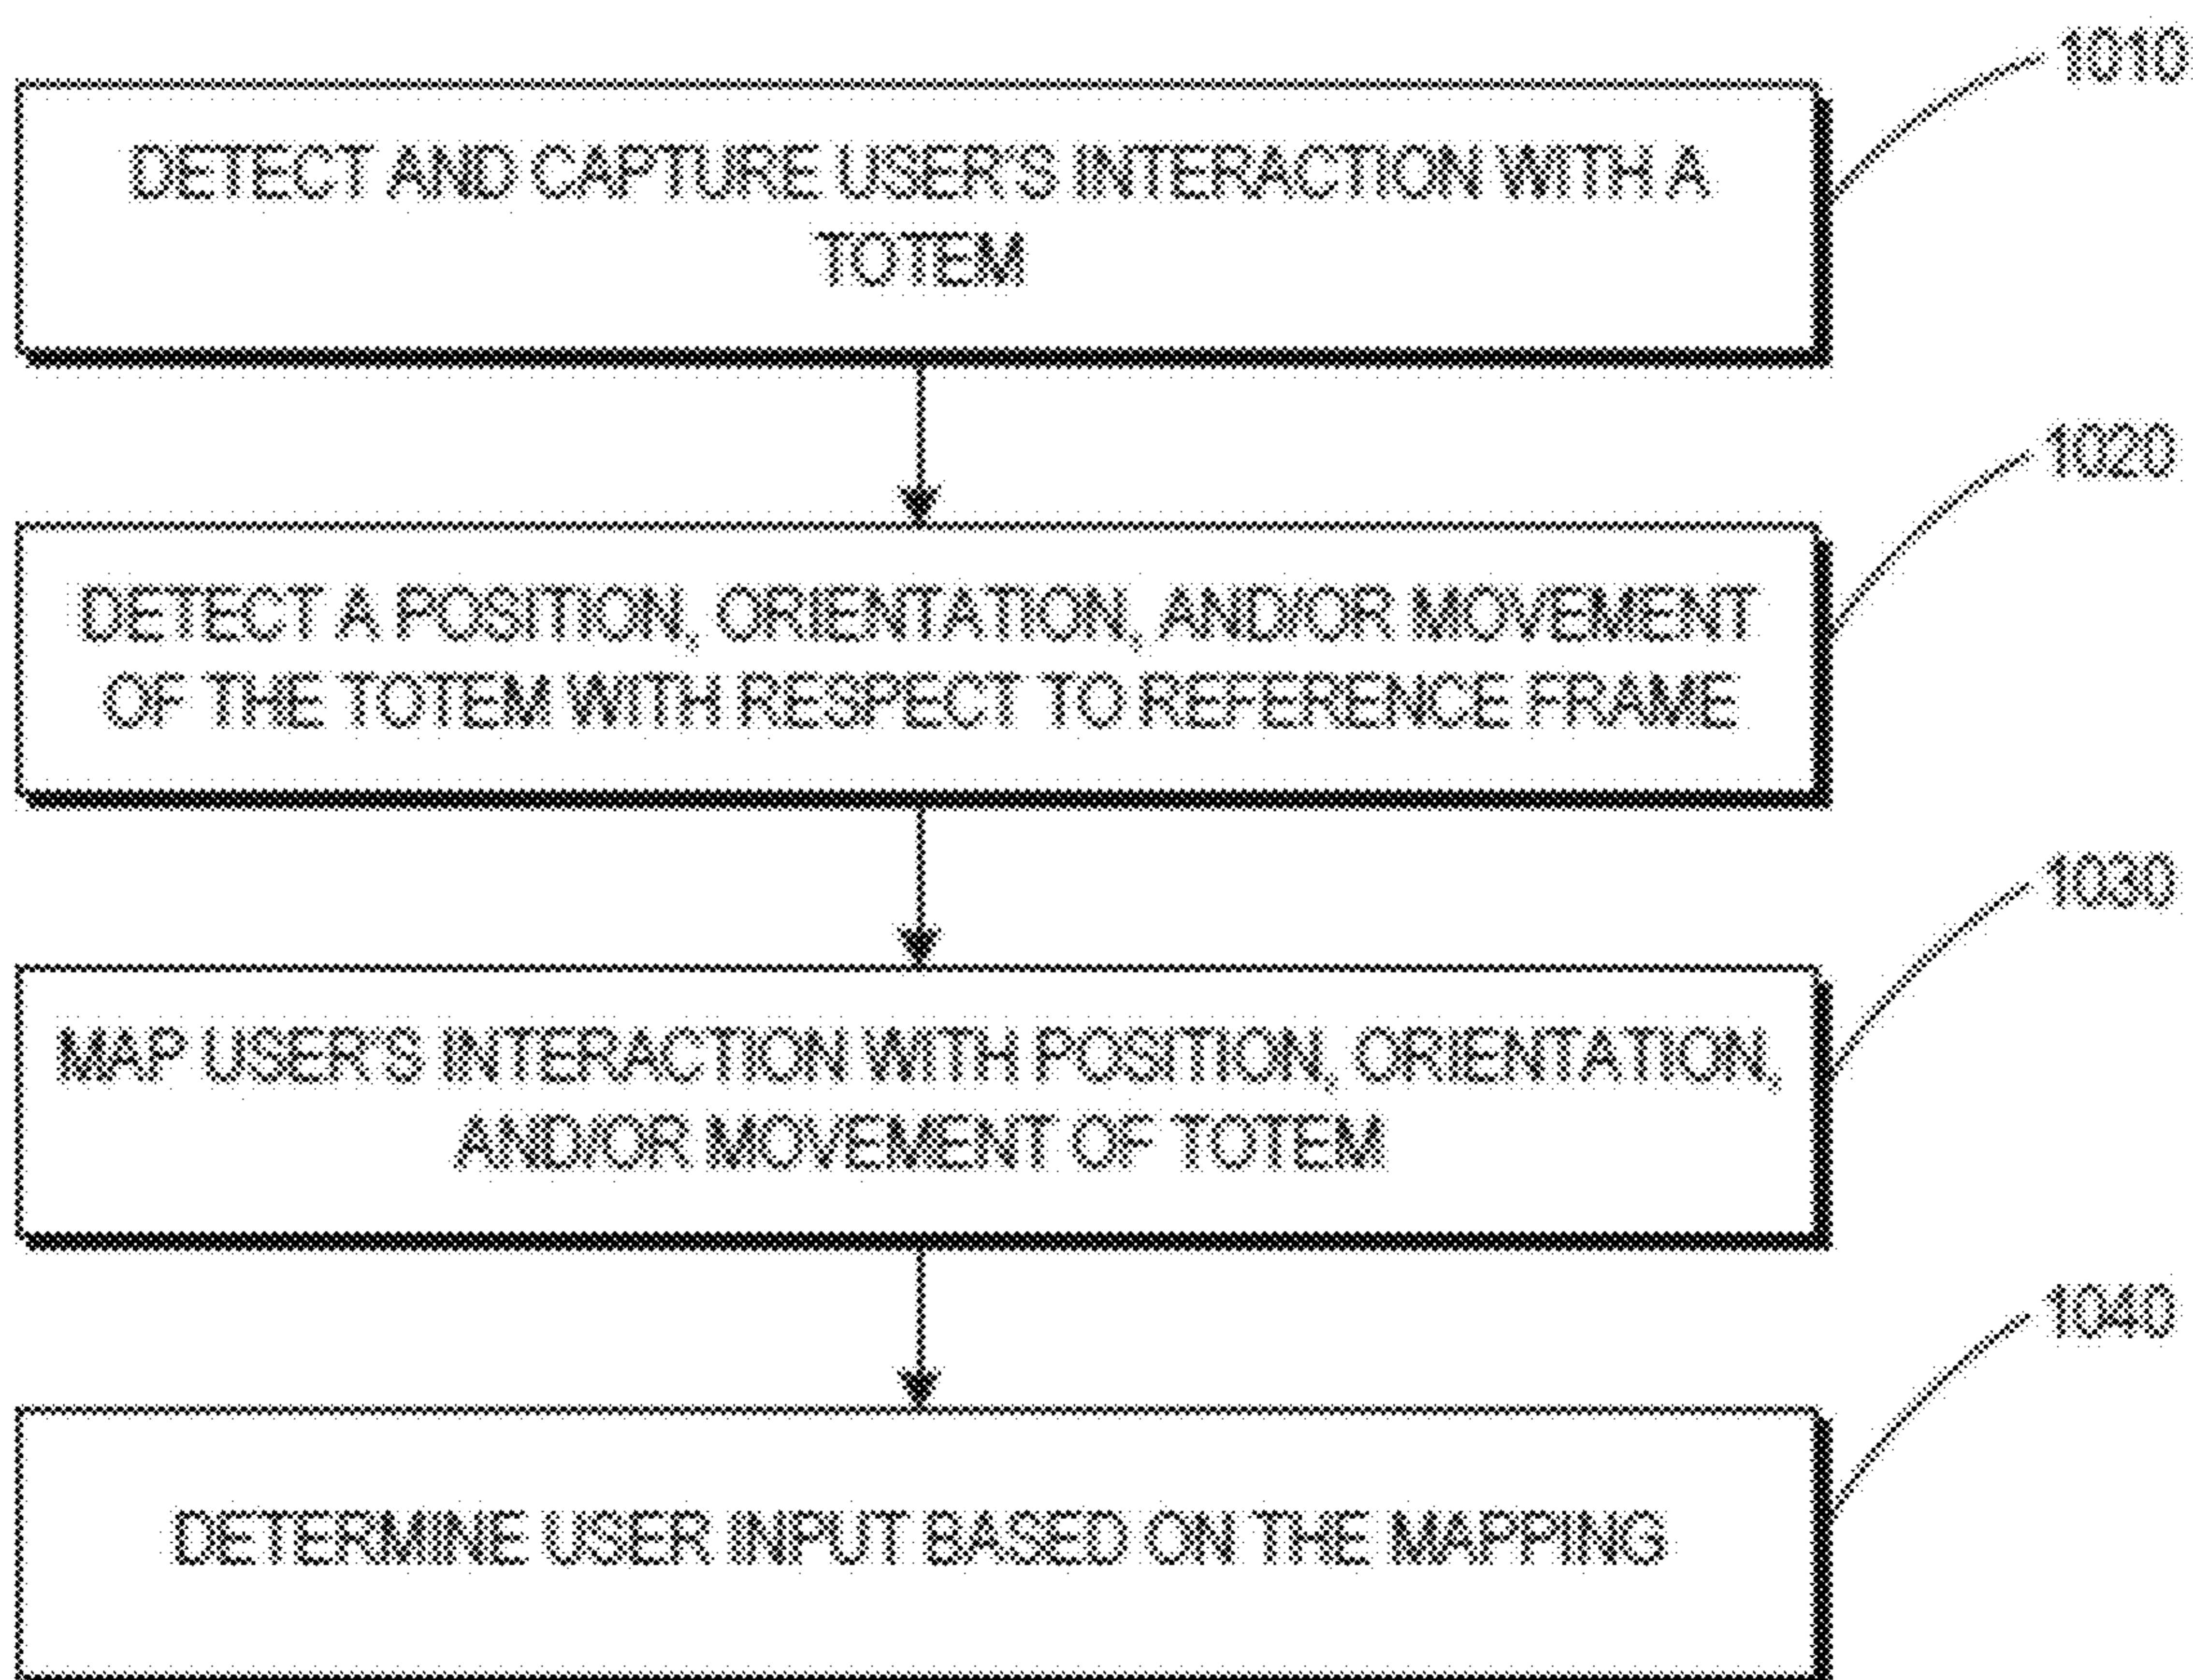 1010
DETECT AND CAPTURE USER'S INTERACTION WITH A
TOTEM
1020
DETECT A POSITION, ORIENTATION, AND/OR MOVEMENT
OF THE TOTEM WITH RESPECT TO REFERENCE FRAME
1030
MAP USER'S INTERACTION WITH POSITION, ORIENTATION,
AND/OR MOVEMENT OF TOTEM
1040
DETERMINE USER INPUT BASED ON THE MAPPING